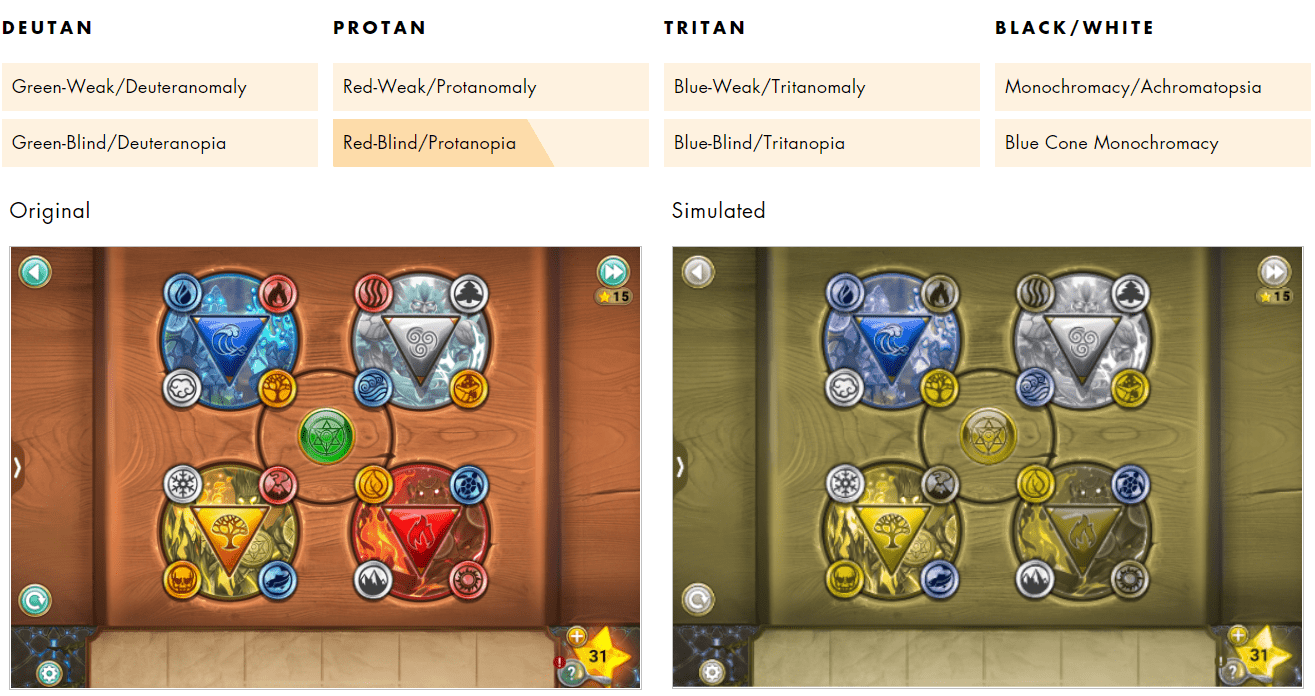 DEUTAN PROTAN TRITAN BLACK/WHITE
Green-Weak/Deuteranomaly Red-Weak/Protanomaly Blue-Weak/Tritanomaly Monochromacy/Achromatopsia
Green-Blind/Deuteranopia Red-Blind/Protanopia Blue-Blind/Tritanopia Blue Cone Monochromacy
Original Simulated
15 15
31 31
? ?